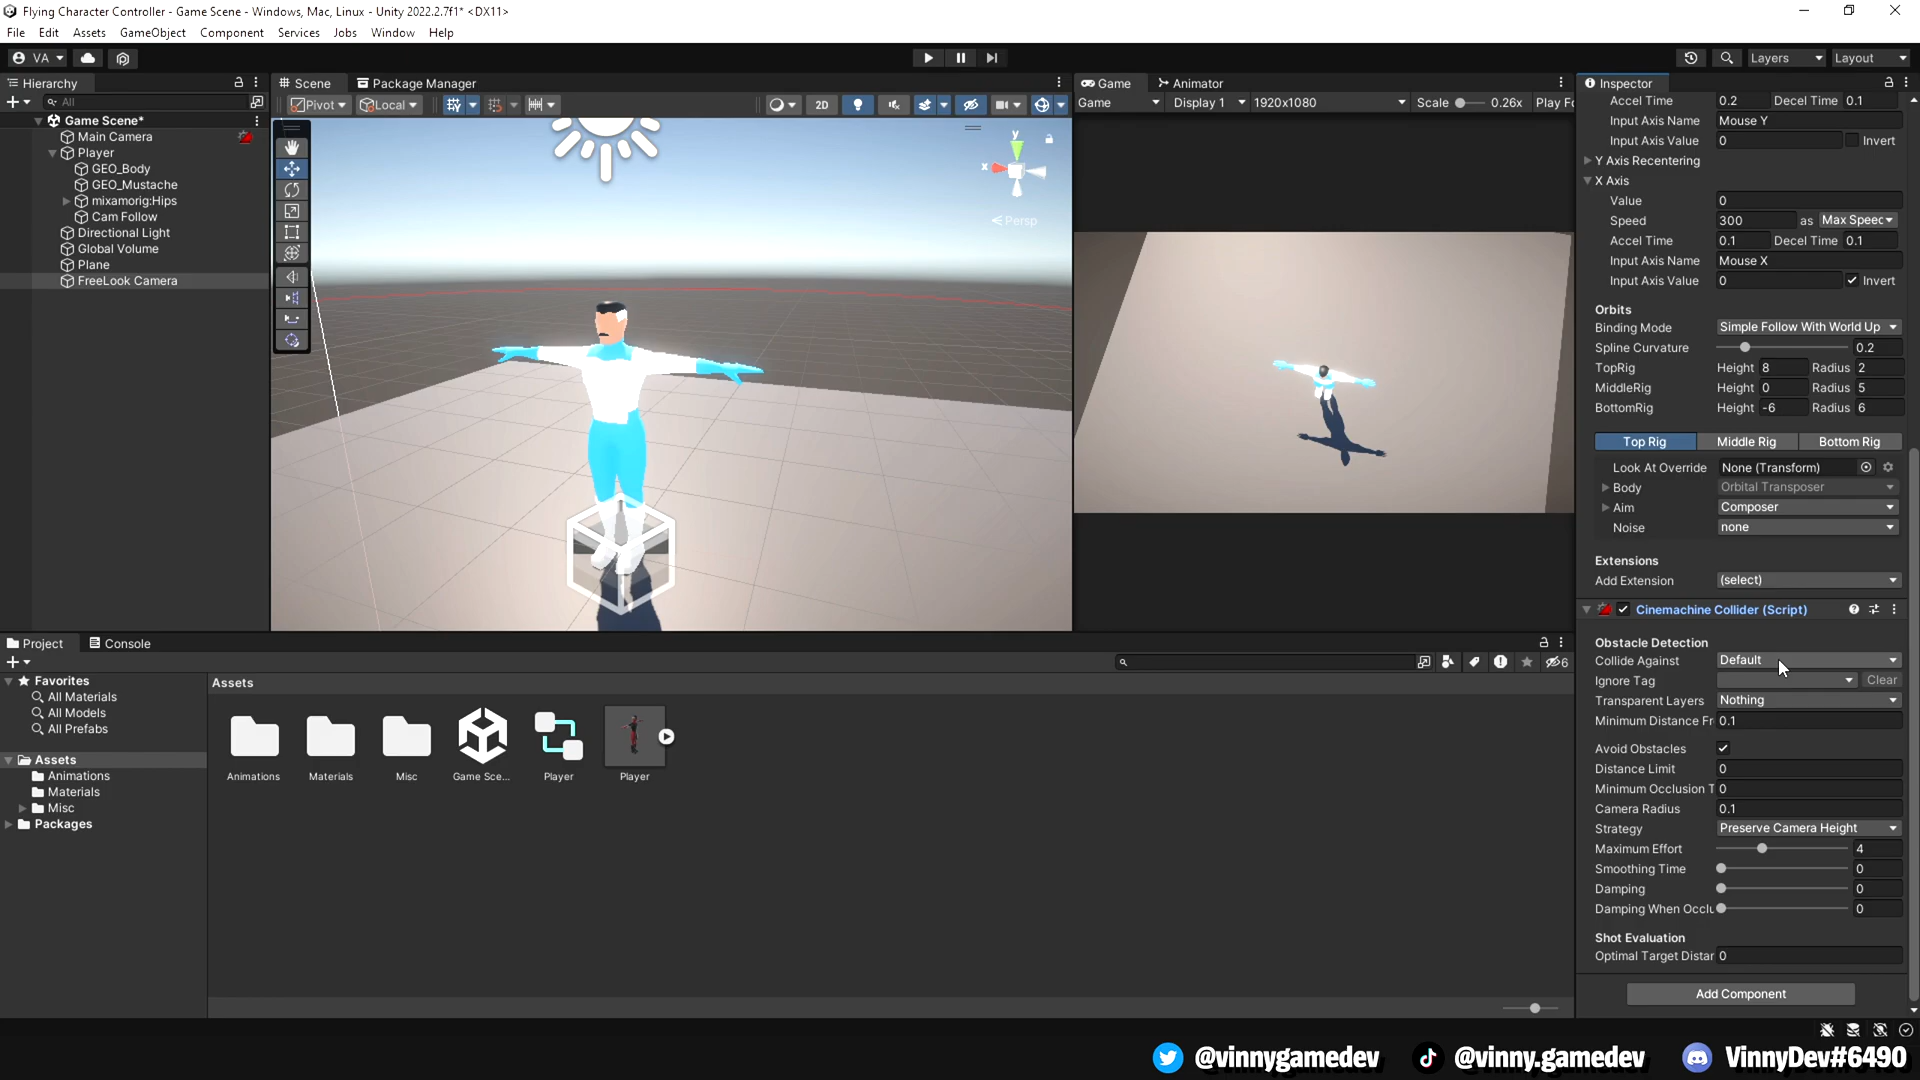 Flying Character Controller - Game Scene - Windows, Mac, Linux - Unity 2022.2.7f1* <DX11>
File Edit Assets GameObject Component Services Jobs Window Help
VA Layers Layout
Hierarchy
All
Game Scene*
Main Camera
Player
GEO_Body
GEO_Mustache
mixamorig:Hips
Cam Follow
Directional Light
Global Volume
Plane
FreeLook Camera
Scene Package Manager
Pivot Local 2D
y
x
Persp
Game Animator
Game Display 1 1920x1080 Scale 0.26x Play Fo
Inspector
Accel Time 0.2 Decel Time 0.1
Input Axis Name Mouse Y
Input Axis Value 0 Invert
Y Axis Recentering
X Axis
Value 0
Speed 300 as Max Speed
Accel Time 0.1 Decel Time 0.1
Input Axis Name Mouse X
Input Axis Value 0 Invert
Orbits
Binding Mode Simple Follow With World Up
Spline Curvature 0.2
TopRig Height 8 Radius 2
MiddleRig Height 0 Radius 5
BottomRig Height -6 Radius 6
Top Rig Middle Rig Bottom Rig
Look At Override None (Transform)
Body Orbital Transposer
Aim Composer
Noise none
Extensions
Add Extension (select)
Cinemachine Collider (Script)
Obstacle Detection
Collide Against Default
Ignore Tag Clear
Transparent Layers Nothing
Minimum Distance Fr 0.1
Avoid Obstacles
Distance Limit 0
Minimum Occlusion T 0
Camera Radius 0.1
Strategy Preserve Camera Height
Maximum Effort 4
Smoothing Time 0
Damping 0
Damping When Occlu 0
Shot Evaluation
Optimal Target Distar 0
Add Component
Project Console
6
Favorites
All Materials
All Models
All Prefabs
Assets
Animations
Materials
Misc
Packages
Assets
Animations Materials Misc Game Sce... Player Player
@vinnygamedev @vinny.gamedev VinnyDev#6490